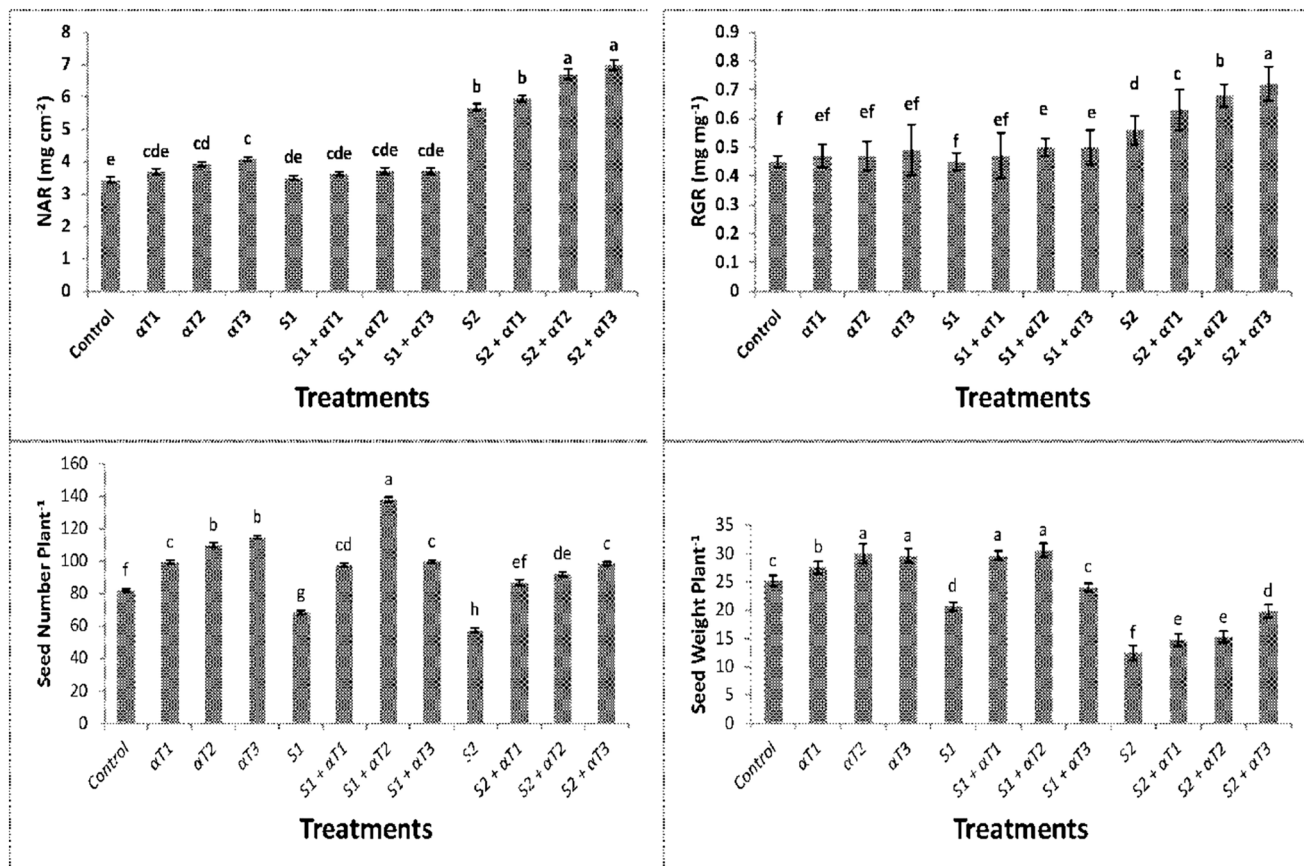 NAR (mg cm⁻²)
8
7
6
5
4
3
2
1
0
e
cde
cd
c
de
cde
cde
cde
b
b
a
a
Control
αT1
αT2
αT3
S1
S1 + αT1
S1 + αT2
S1 + αT3
S2
S2 + αT1
S2 + αT2
S2 + αT3
Treatments
RGR (mg mg⁻¹)
0.9
0.8
0.7
0.6
0.5
0.4
0.3
0.2
0.1
0
f
ef
ef
ef
f
ef
e
e
d
c
b
a
Control
αT1
αT2
αT3
S1
S1 + αT1
S1 + αT2
S1 + αT3
S2
S2 + αT1
S2 + αT2
S2 + αT3
Treatments
Seed Number Plant⁻¹
160
140
120
100
80
60
40
20
0
f
c
b
b
g
cd
a
c
h
ef
de
c
Control
αT1
αT2
αT3
S1
S1 + αT1
S1 + αT2
S1 + αT3
S2
S2 + αT1
S2 + αT2
S2 + αT3
Treatments
Seed Weight Plant⁻¹
35
30
25
20
15
10
5
0
c
b
a
a
d
a
a
c
f
e
e
d
Control
αT1
αT2
αT3
S1
S1 + αT1
S1 + αT2
S1 + αT3
S2
S2 + αT1
S2 + αT2
S2 + αT3
Treatments